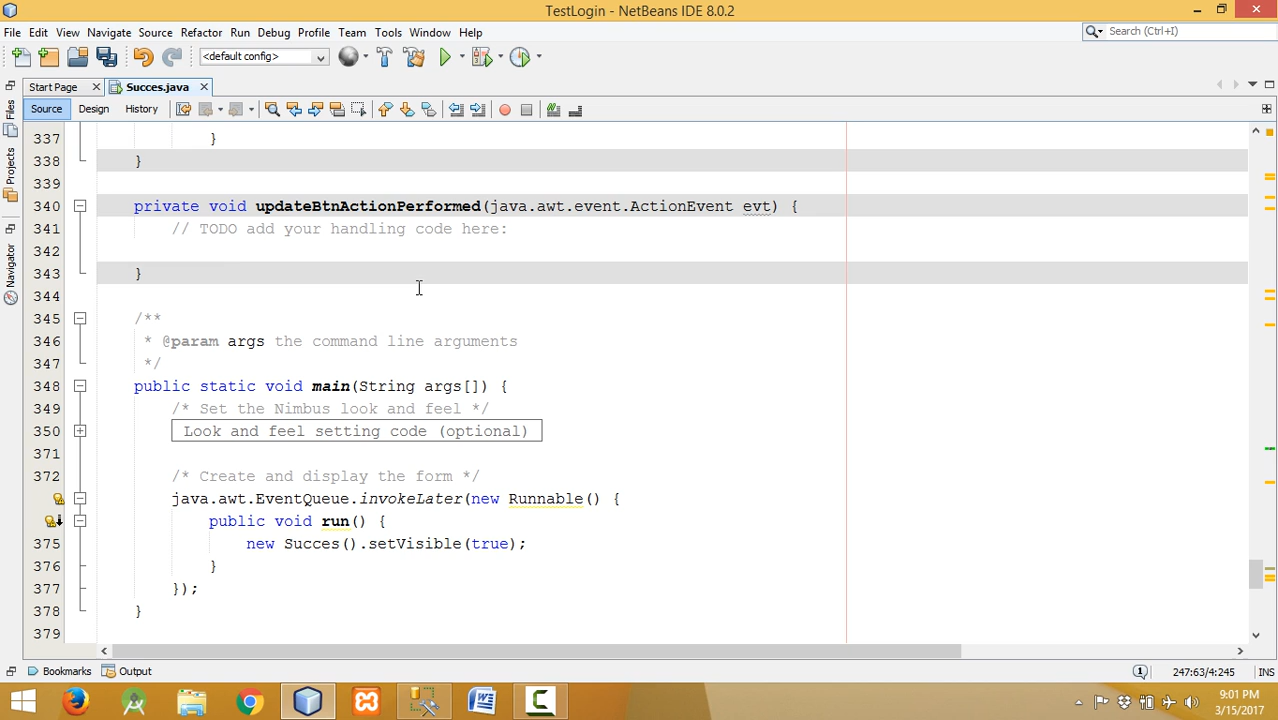 TestLogin - NetBeans IDE 8.0.2
File Edit View Navigate Source Refactor Run Debug Profile Team Tools Window Help
Search (Ctrl+I)
<default config>
Start Page
Succes.java
Source Design History
Files
Projects
Navigator
337 }
338 }
339
340 private void updateBtnActionPerformed(java.awt.event.ActionEvent evt) {
341 // TODO add your handling code here:
342
343 }
344
345 /**
346 * @param args the command line arguments
347 */
348 public static void main(String args[]) {
349 /* Set the Nimbus look and feel */
350 Look and feel setting code (optional)
371
372 /* Create and display the form */
java.awt.EventQueue.invokeLater(new Runnable() {
public void run() {
375 new Succes().setVisible(true);
376 }
377 });
378 }
379
Bookmarks Output
1
247:63/4:245 INS
9:01 PM
3/15/2017